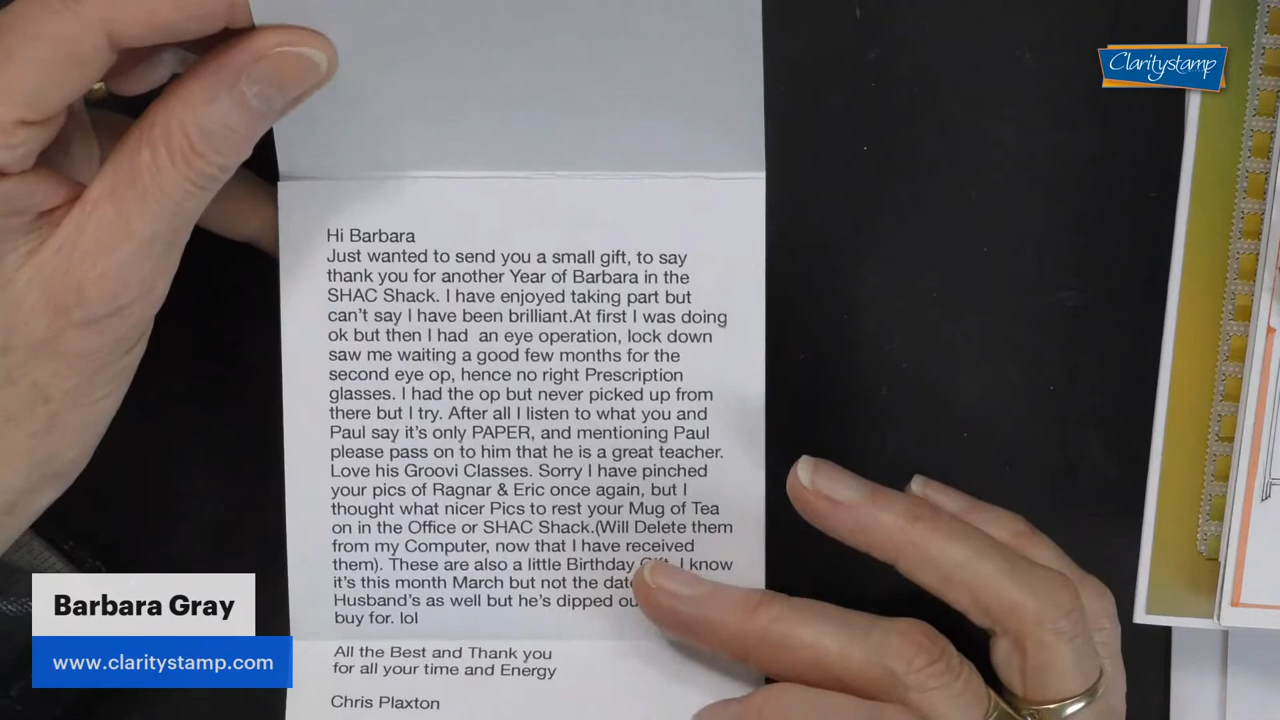 Claritystamp
Hi Barbara
Just wanted to send you a small gift, to say
thank you for another Year of Barbara in the
SHAC Shack. I have enjoyed taking part but
can't say I have been brilliant.At first I was doing
ok but then I had  an eye operation, lock down
saw me waiting a good few months for the
second eye op, hence no right Prescription
glasses. I had the op but never picked up from
there but I try. After all I listen to what you and
Paul say it's only PAPER, and mentioning Paul
please pass on to him that he is a great teacher.
Love his Groovi Classes. Sorry I have pinched
your pics of Ragnar & Eric once again, but I
thought what nicer Pics to rest your Mug of Tea
on in the Office or SHAC Shack.(Will Delete them
from my Computer, now that I have received
them). These are also a little Birthday Gift, I know
it's this month March but not the date
Husband's as well but he's dipped
buy for. lol
All the Best and Thank you
for all your time and Energy
Chris Plaxton
Barbara Gray
www.claritystamp.com